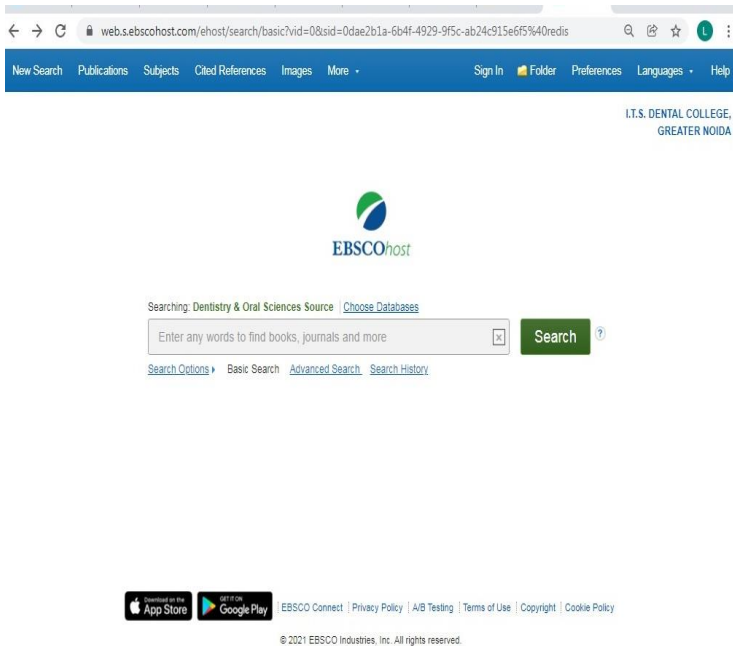 web.s.ebscohost.com/ehost/search/basic?vid=0&sid=0dae2b1a-6b4f-4929-9f5c-ab24c915e6f5%40redis L
New Search Publications Subjects Cited References Images More Sign In Folder Preferences Languages Help
I.T.S. DENTAL COLLEGE,
GREATER NOIDA
EBSCOhost
Searching: Dentistry & Oral Sciences Source Choose Databases
Enter any words to find books, journals and more x Search ?
Search Options Basic Search Advanced Search Search History
Download on the App Store GET IT ON Google Play EBSCO Connect Privacy Policy A/B Testing Terms of Use Copyright Cookie Policy
© 2021 EBSCO Industries, Inc. All rights reserved.